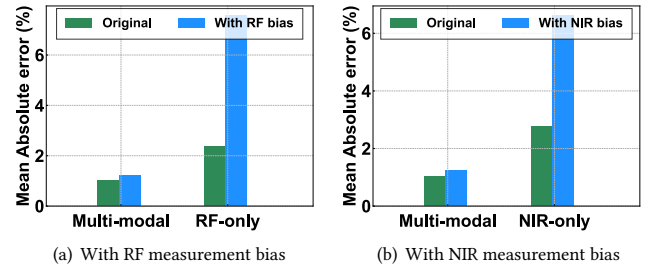 Mean Absolute error (%)
Original
With RF bias
6
4
2
0
Multi-modal
RF-only
(a) With RF measurement bias
Mean Absolute error (%)
Original
With NIR bias
6
4
2
0
Multi-modal
NIR-only
(b) With NIR measurement bias